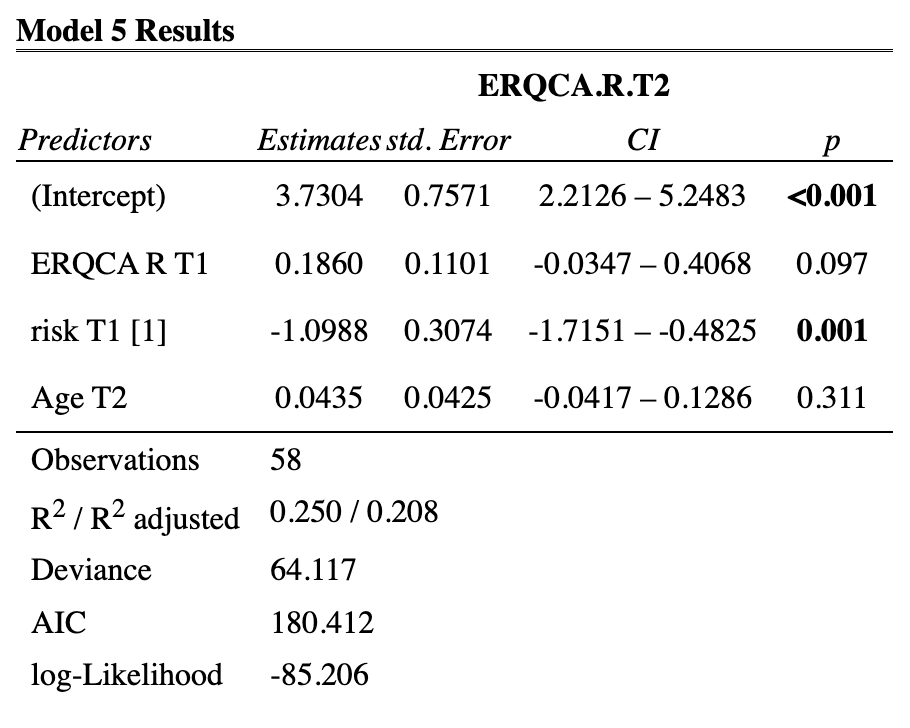 Model 5 Results
ERQCA.R.T2
Predictors Estimates std. Error CI p
(Intercept) 3.7304 0.7571 2.2126 – 5.2483 <0.001
ERQCA R T1 0.1860 0.1101 -0.0347 – 0.4068 0.097
risk T1 [1] -1.0988 0.3074 -1.7151 – -0.4825 0.001
Age T2 0.0435 0.0425 -0.0417 – 0.1286 0.311
Observations 58
R² / R² adjusted 0.250 / 0.208
Deviance 64.117
AIC 180.412
log-Likelihood -85.206